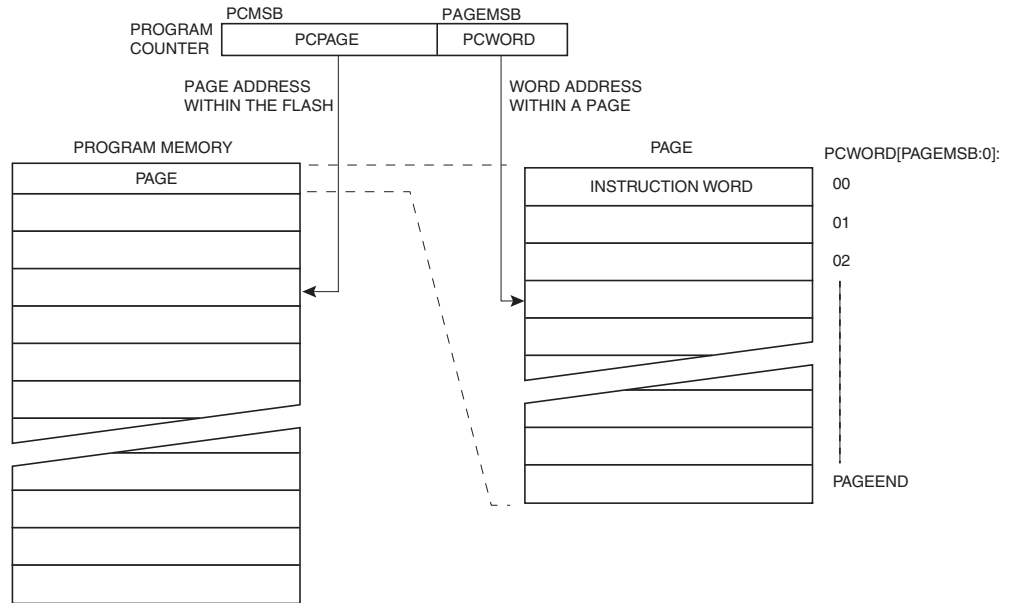 PCMSB
PAGEMSB
PROGRAM
COUNTER
PCPAGE
PCWORD
PAGE ADDRESS
WITHIN THE FLASH
WORD ADDRESS
WITHIN A PAGE
PROGRAM MEMORY
PAGE
PCWORD[PAGEMSB:0]:
PAGE
INSTRUCTION WORD
00
01
02
PAGEEND